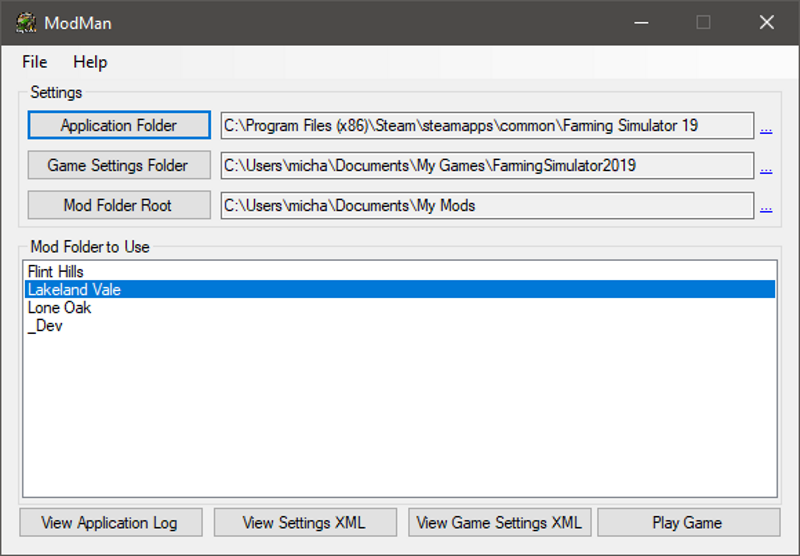 ModMan
File Help
Settings
Application Folder C:\Program Files (x86)\Steam\steamapps\common\Farming Simulator 19 ...
Game Settings Folder C:\Users\micha\Documents\My Games\FarmingSimulator2019 ...
Mod Folder Root C:\Users\micha\Documents\My Mods ...
Mod Folder to Use
Flint Hills
Lakeland Vale
Lone Oak
_Dev
View Application Log View Settings XML View Game Settings XML Play Game